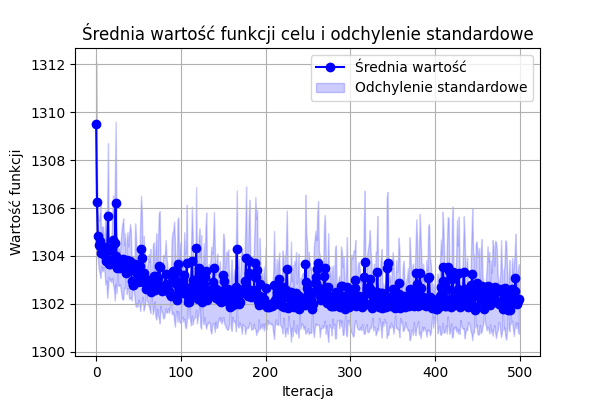 Średnia wartość funkcji celu i odchylenie standardowe
Średnia wartość
Odchylenie standardowe
Wartość funkcji
1312
1310
1308
1306
1304
1302
1300
0 100 200 300 400 500
Iteracja